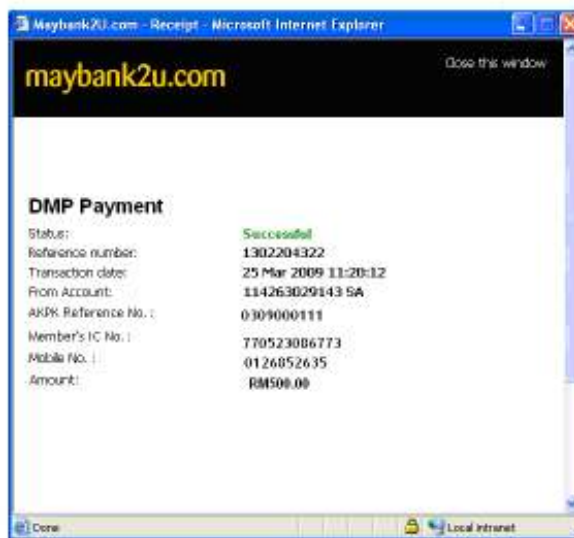 Maybank2U.com - Receipt - Microsoft Internet Explorer
Close this window
maybank2u.com
DMP Payment
Status: Successful
Reference number: 1302204322
Transaction date: 25 Mar 2009 11:20:12
From Account: 114263029143 SA
AKPK Reference No. : 0309000111
Member's IC No. : 770523086773
Mobile No. : 0126852635
Amount: RM500.00
Done
Local intranet